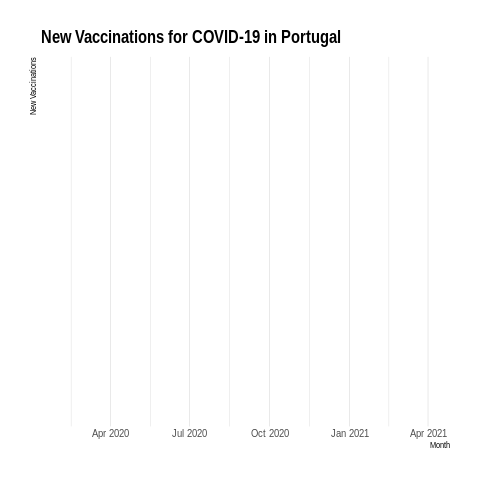 New Vaccinations for COVID-19 in Portugal
New Vaccinations
Apr 2020 Jul 2020 Oct 2020 Jan 2021 Apr 2021
Month